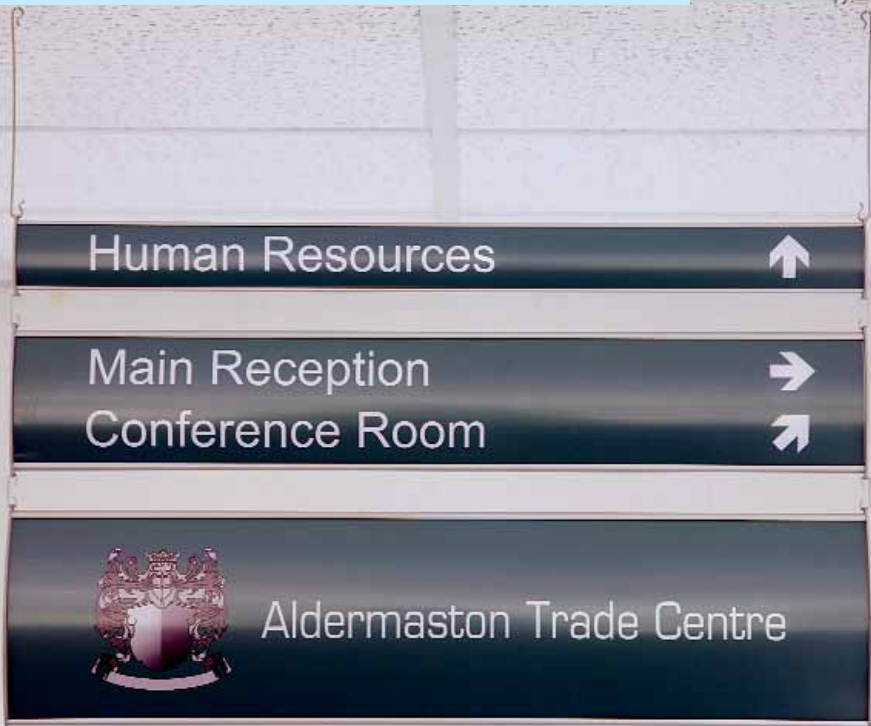 Human Resources
Main Reception
Conference Room
Aldermaston Trade Centre